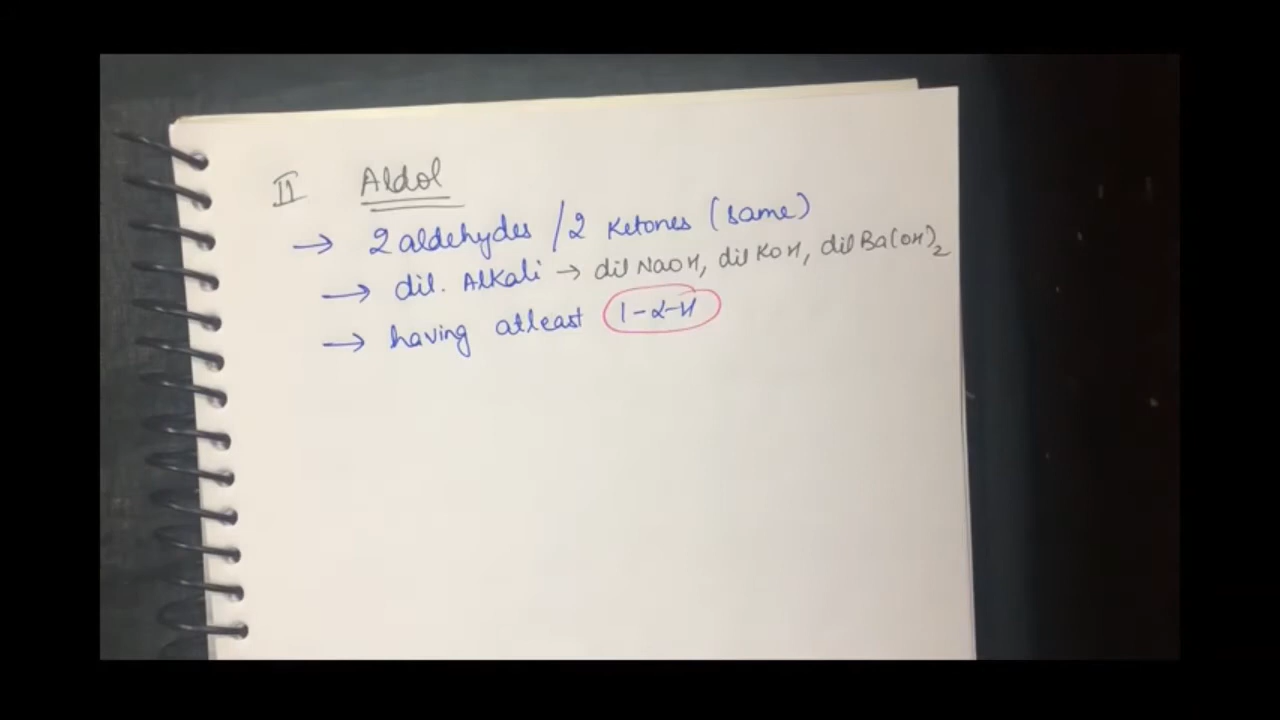 II Aldol
→ 2 aldehydes / 2 Ketones (same)
→ dil. Alkali → dil NaOH, dil KOH, dil Ba(OH)₂
→ having atleast 1-α-H